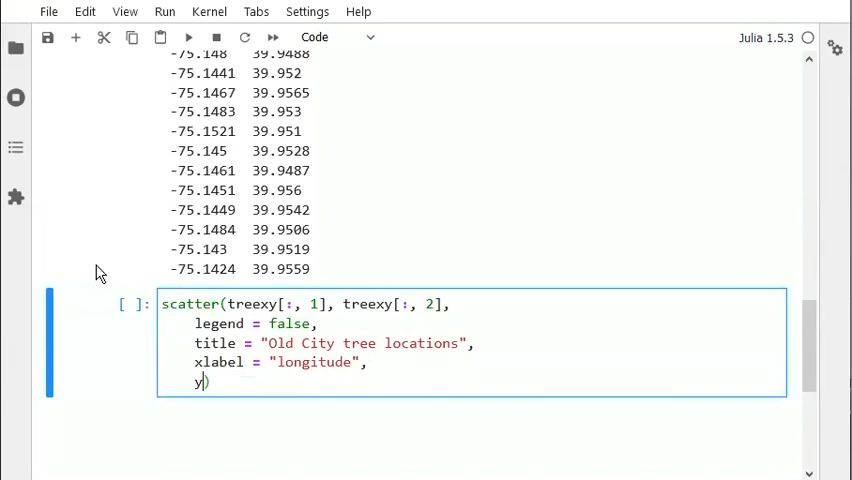 File Edit View Run Kernel Tabs Settings Help
Code Julia 1.5.3
-75.148 39.9488
-75.1441 39.952
-75.1467 39.9565
-75.1483 39.953
-75.1521 39.951
-75.145 39.9528
-75.1461 39.9487
-75.1451 39.956
-75.1449 39.9542
-75.1484 39.9506
-75.143 39.9519
-75.1424 39.9559
[ ]: scatter(treexy[:, 1], treexy[:, 2],
legend = false,
title = "Old City tree locations",
xlabel = "longitude",
y)